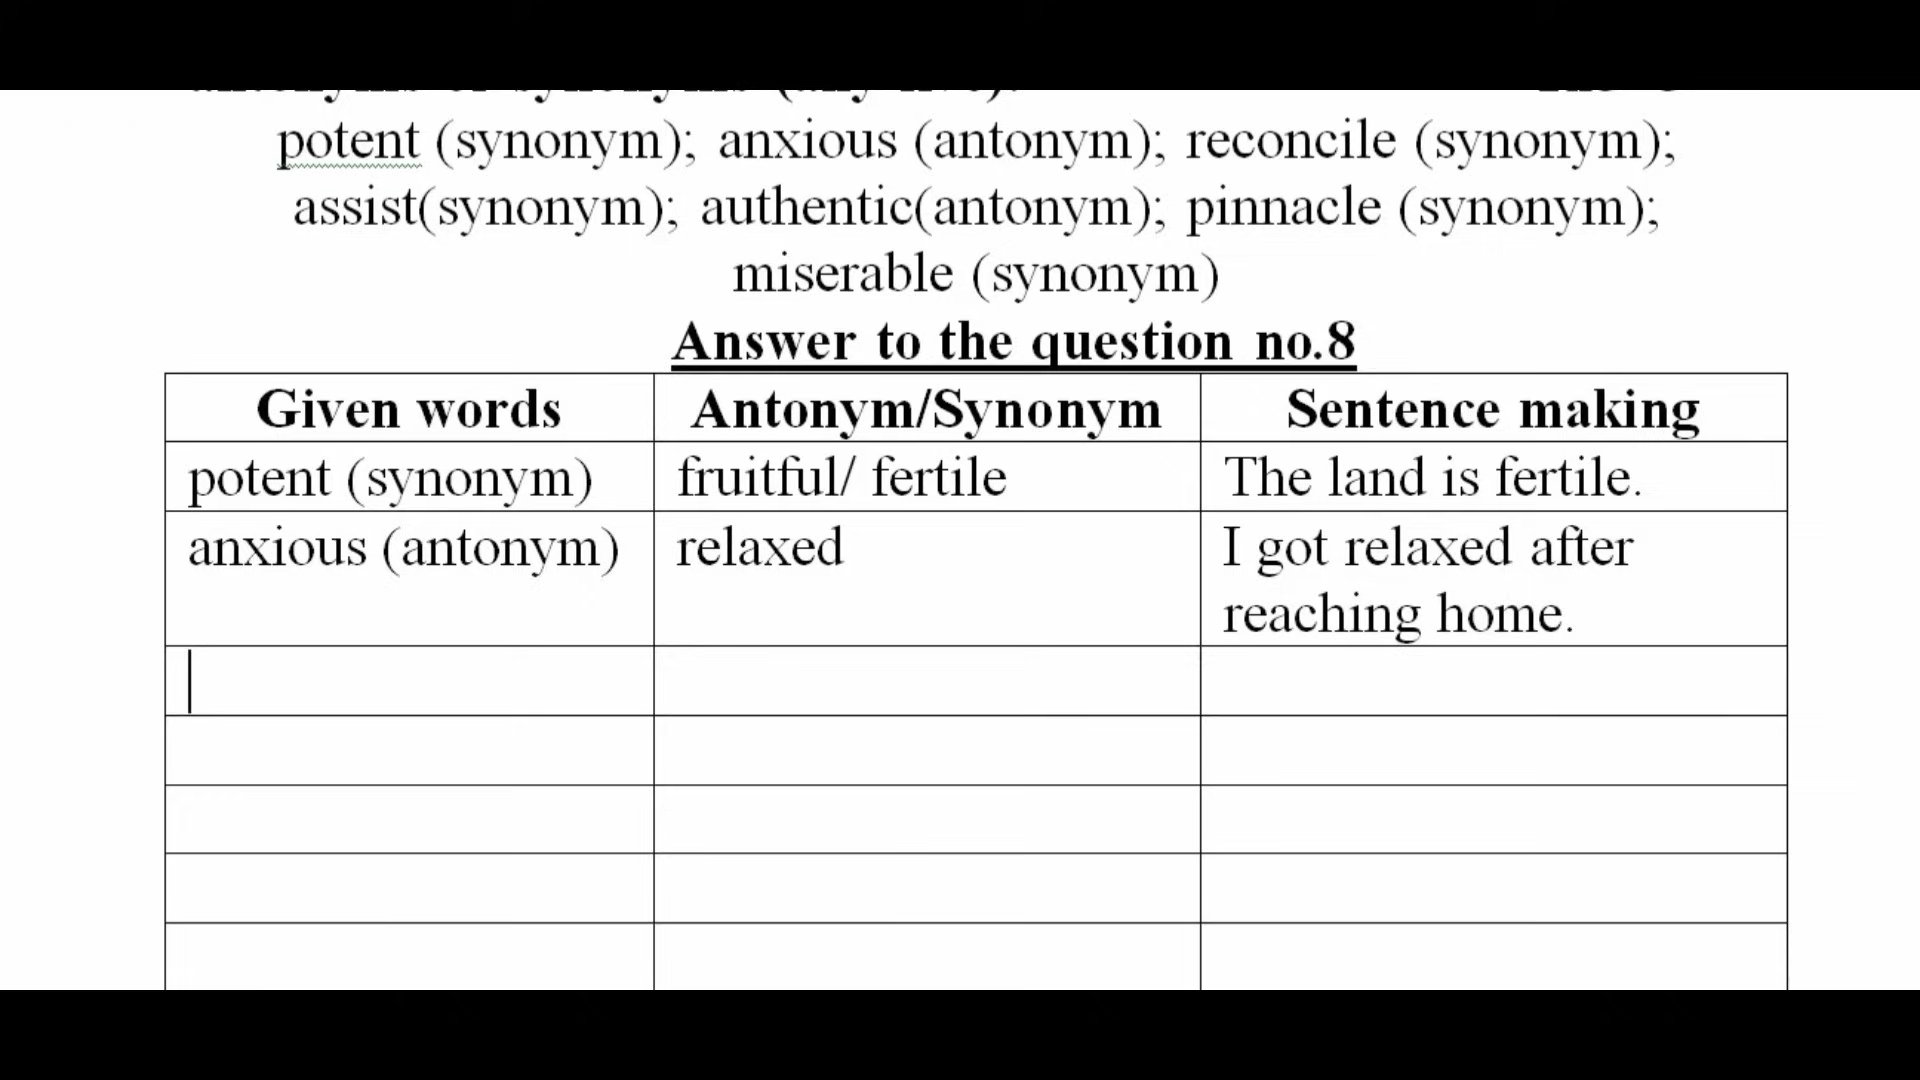 potent (synonym); anxious (antonym); reconcile (synonym);
assist(synonym); authentic(antonym); pinnacle (synonym);
miserable (synonym)
Answer to the question no.8
Given words Antonym/Synonym Sentence making
potent (synonym) fruitful/ fertile The land is fertile.
anxious (antonym) relaxed I got relaxed after
reaching home.